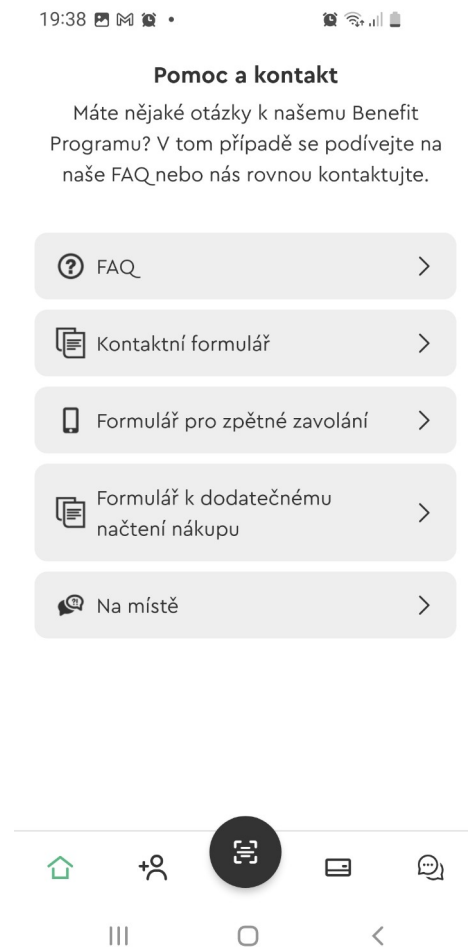 19:38
Pomoc a kontakt
Máte nějaké otázky k našemu Benefit
Programu? V tom případě se podívejte na
naše FAQ nebo nás rovnou kontaktujte.
FAQ
Kontaktní formulář
Formulář pro zpětné zavolání
Formulář k dodatečnému
načtení nákupu
Na místě